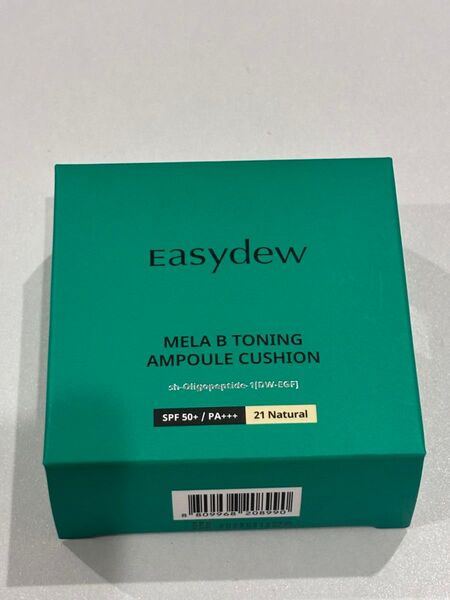 Easydew
MELA B TONING
AMPOULE CUSHION
sh-Oligopeptide-1[DW-EGF]
SPF 50+ / PA+++ 21 Natural
8 809968 208990